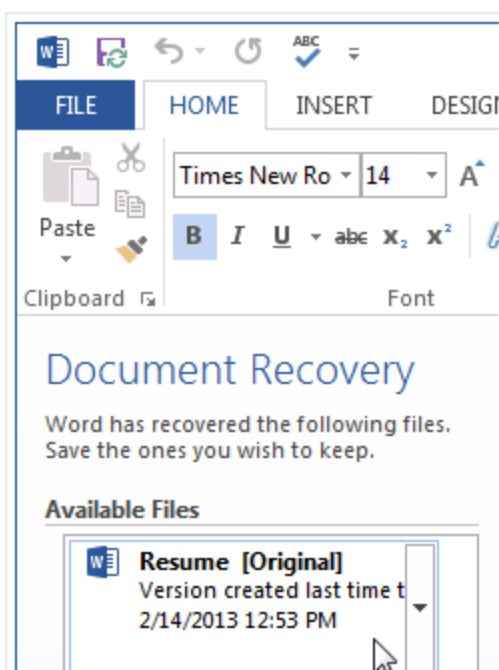 ABC
FILE HOME INSERT DESIGN
Times New Ro 14 A
Paste B I U abc X₂ X²
Clipboard Font
Document Recovery
Word has recovered the following files.
Save the ones you wish to keep.
Available Files
Resume [Original]
Version created last time t
2/14/2013 12:53 PM